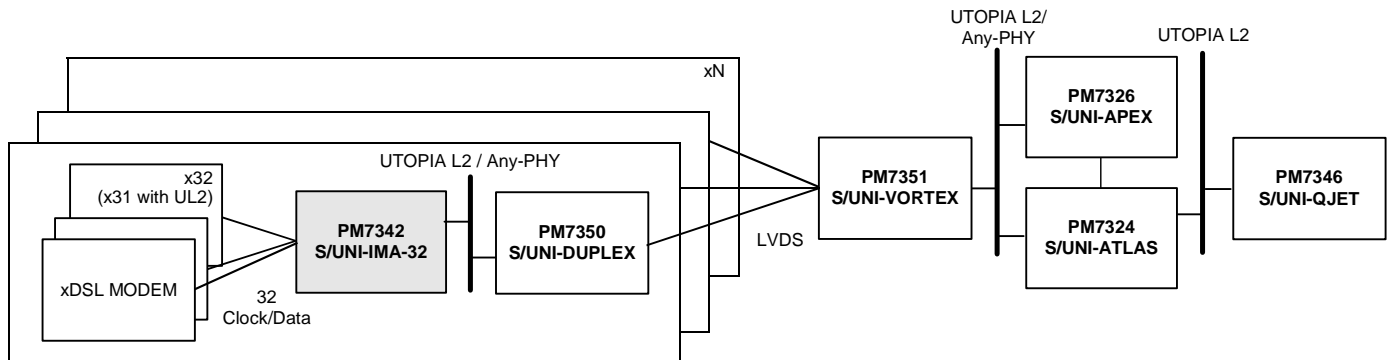 xN
x32
(x31 with UL2)
xDSL MODEM
32
Clock/Data
PM7342
S/UNI-IMA-32
UTOPIA L2 / Any-PHY
PM7350
S/UNI-DUPLEX
LVDS
PM7351
S/UNI-VORTEX
UTOPIA L2/
Any-PHY
PM7326
S/UNI-APEX
PM7324
S/UNI-ATLAS
UTOPIA L2
PM7346
S/UNI-QJET